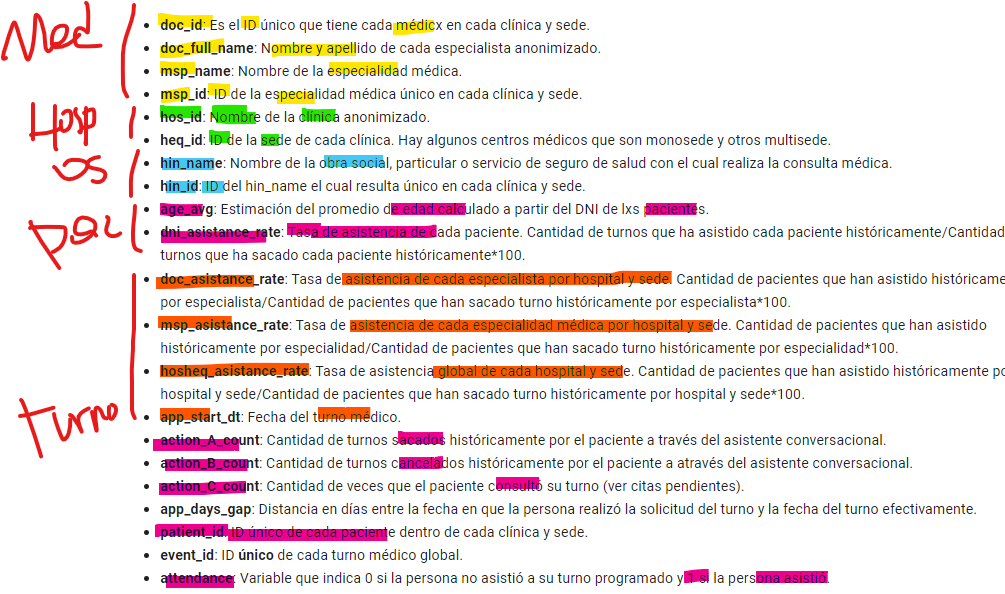 Med
• doc_id: Es el ID único que tiene cada médicx en cada clínica y sede.
• doc_full_name: Nombre y apellido de cada especialista anonimizado.
• msp_name: Nombre de la especialidad médica.
• msp_id: ID de la especialidad médica único en cada clínica y sede.
Hosp
• hos_id: Nombre de la clínica anonimizado.
• heq_id: ID de la sede de cada clínica. Hay algunos centros médicos que son monosede y otros multisede.
OS
• hin_name: Nombre de la obra social, particular o servicio de seguro de salud con el cual realiza la consulta médica.
• hin_id: ID del hin_name el cual resulta único en cada clínica y sede.
Pac
• age_avg: Estimación del promedio de edad calculado a partir del DNI de lxs pacientes.
• dni_asistance_rate: Tasa de asistencia de cada paciente. Cantidad de turnos que ha asistido cada paciente históricamente/Cantidad
turnos que ha sacado cada paciente históricamente*100.
Turno
• doc_asistance_rate: Tasa de asistencia de cada especialista por hospital y sede. Cantidad de pacientes que han asistido históricame
por especialista/Cantidad de pacientes que han sacado turno históricamente por especialista*100.
• msp_asistance_rate: Tasa de asistencia de cada especialidad médica por hospital y sede. Cantidad de pacientes que han asistido
históricamente por especialidad/Cantidad de pacientes que han sacado turno históricamente por especialidad*100.
• hosheq_asistance_rate: Tasa de asistencia global de cada hospital y sede. Cantidad de pacientes que han asistido históricamente po
hospital y sede/Cantidad de pacientes que han sacado turno históricamente por hospital y sede*100.
• app_start_dt: Fecha del turno médico.
• action_A_count: Cantidad de turnos sacados históricamente por el paciente a través del asistente conversacional.
• action_B_count: Cantidad de turnos cancelados históricamente por el paciente a através del asistente conversacional.
• action_C_count: Cantidad de veces que el paciente consultó su turno (ver citas pendientes).
• app_days_gap: Distancia en días entre la fecha en que la persona realizó la solicitud del turno y la fecha del turno efectivamente.
• patient_id: ID único de cada paciente dentro de cada clínica y sede.
• event_id: ID único de cada turno médico global.
• attendance: Variable que indica 0 si la persona no asistió a su turno programado y 1 si la persona asistió.